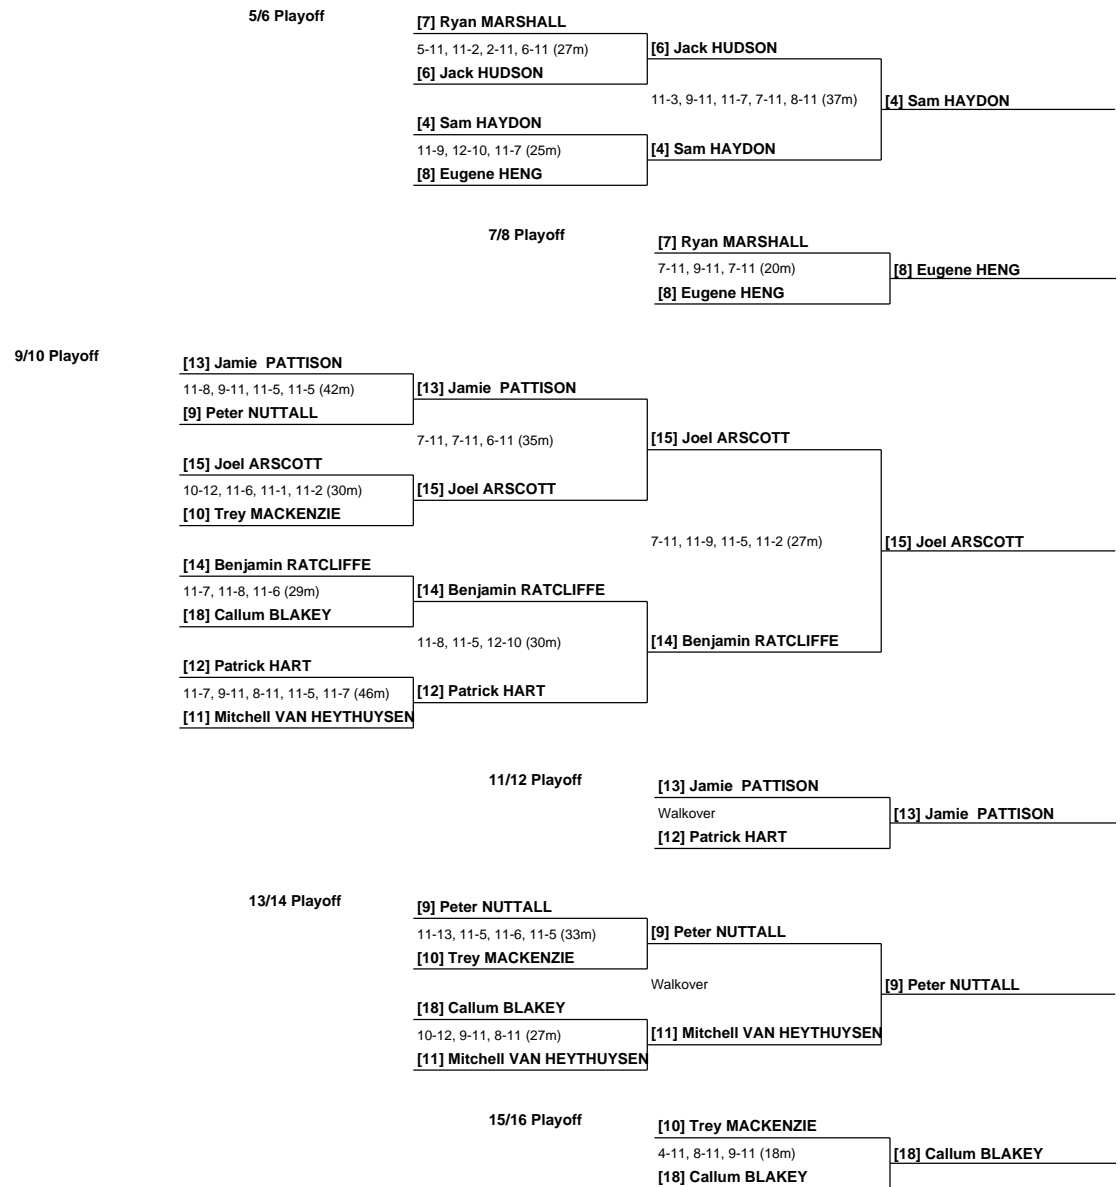 5/6 Playoff
[7] Ryan MARSHALL
5-11, 11-2, 2-11, 6-11 (27m)
[6] Jack HUDSON
[6] Jack HUDSON
11-3, 9-11, 11-7, 7-11, 8-11 (37m)
[4] Sam HAYDON
[4] Sam HAYDON
11-9, 12-10, 11-7 (25m)
[4] Sam HAYDON
[8] Eugene HENG
7/8 Playoff
[7] Ryan MARSHALL
7-11, 9-11, 7-11 (20m)
[8] Eugene HENG
[8] Eugene HENG
9/10 Playoff
[13] Jamie  PATTISON
11-8, 9-11, 11-5, 11-5 (42m)
[13] Jamie  PATTISON
[9] Peter NUTTALL
7-11, 7-11, 6-11 (35m)
[15] Joel ARSCOTT
[15] Joel ARSCOTT
10-12, 11-6, 11-1, 11-2 (30m)
[15] Joel ARSCOTT
[10] Trey MACKENZIE
7-11, 11-9, 11-5, 11-2 (27m)
[15] Joel ARSCOTT
[14] Benjamin RATCLIFFE
11-7, 11-8, 11-6 (29m)
[14] Benjamin RATCLIFFE
[18] Callum BLAKEY
11-8, 11-5, 12-10 (30m)
[14] Benjamin RATCLIFFE
[12] Patrick HART
11-7, 9-11, 8-11, 11-5, 11-7 (46m)
[12] Patrick HART
[11] Mitchell VAN HEYTHUYSEN
11/12 Playoff
[13] Jamie  PATTISON
Walkover
[13] Jamie  PATTISON
[12] Patrick HART
13/14 Playoff
[9] Peter NUTTALL
11-13, 11-5, 11-6, 11-5 (33m)
[9] Peter NUTTALL
[10] Trey MACKENZIE
Walkover
[9] Peter NUTTALL
[18] Callum BLAKEY
10-12, 9-11, 8-11 (27m)
[11] Mitchell VAN HEYTHUYSEN
[11] Mitchell VAN HEYTHUYSEN
15/16 Playoff
[10] Trey MACKENZIE
4-11, 8-11, 9-11 (18m)
[18] Callum BLAKEY
[18] Callum BLAKEY